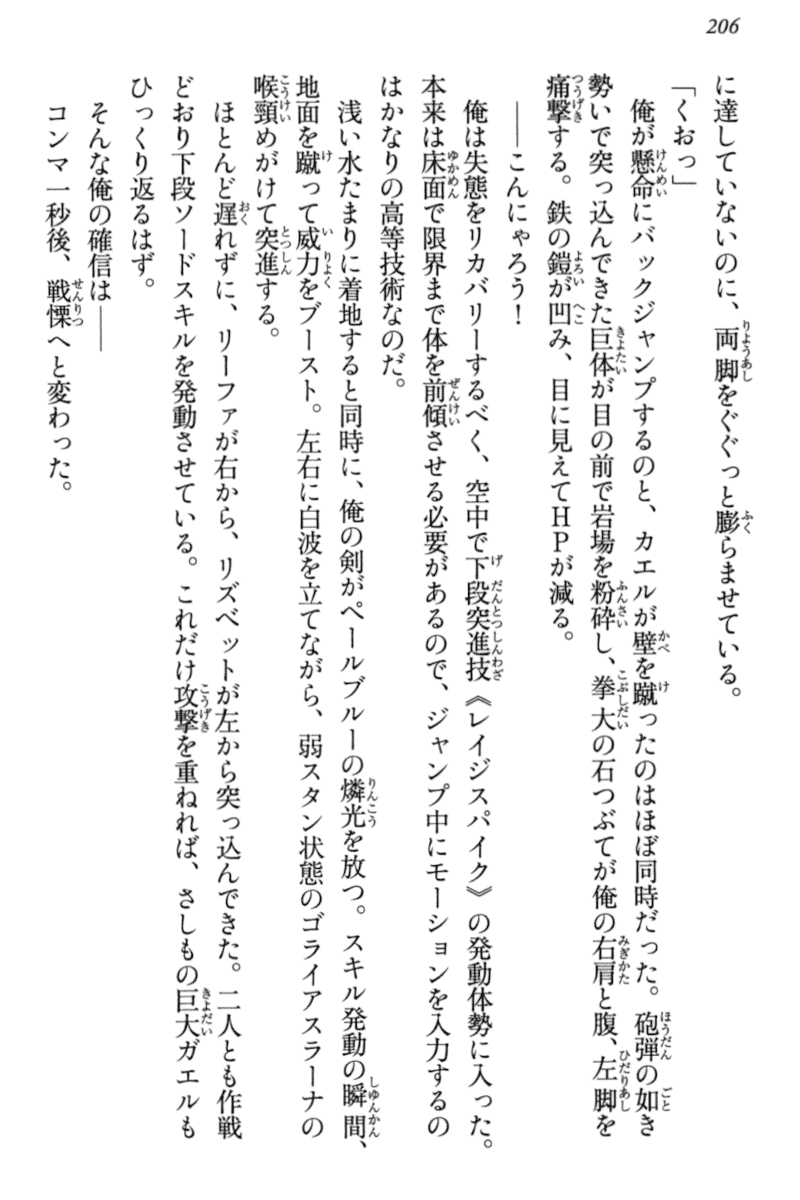 206
に達していないのに、両脚をぐぐっと膨らませている。
「くおっ」
俺が懸命にバックジャンプするのと、カエルが壁を蹴ったのはほぼ同時だった。砲弾の如き
勢いで突っ込んできた巨体が目の前で岩場を粉砕し、拳大の石つぶてが俺の右肩と腹、左脚を
痛撃する。鉄の鎧が凹み、目に見えてHPが減る。
――こんにゃろう！
俺は失態をリカバリーするべく、空中で下段突進技《レイジスパイク》の発動体勢に入った。
本来は床面で限界まで体を前傾させる必要があるので、ジャンプ中にモーションを入力するの
はかなりの高等技術なのだ。
浅い水たまりに着地すると同時に、俺の剣がペールブルーの燐光を放つ。スキル発動の瞬間、
地面を蹴って威力をブースト。左右に白波を立てながら、弱スタン状態のゴライアスラーナの
喉頸めがけて突進する。
ほとんど遅れずに、リーファが右から、リズベットが左から突っ込んできた。二人とも作戦
どおり下段ソードスキルを発動させている。これだけ攻撃を重ねれば、さしもの巨大ガエルも
ひっくり返るはず。
そんな俺の確信は――
コンマ一秒後、戦慄へと変わった。